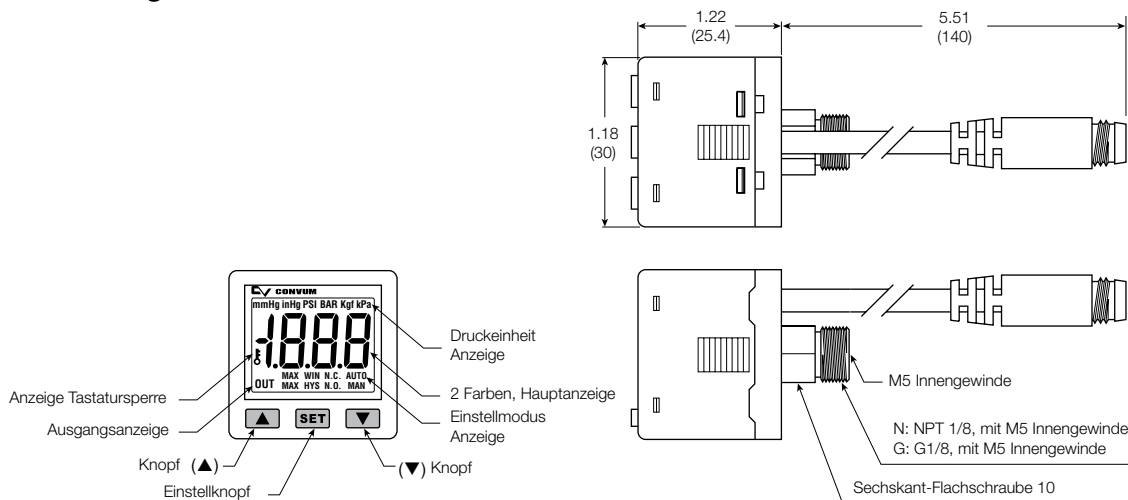 1.22
(25.4)
5.51
(140)
1.18
(30)
CONVUM
mmHg inHg PSI BAR Kgf kPa
-1.8.8.8
OUT
MAX WIN N.C. AUTO
MAX HYS N.O. MAN
▲
SET
▼
Druckeinheit
Anzeige
2 Farben, Hauptanzeige
Einstellmodus
Anzeige
Anzeige Tastatursperre
Ausgangsanzeige
Knopf (▲)
Einstellknopf
(▼) Knopf
M5 Innengewinde
N: NPT 1/8, mit M5 Innengewinde
G: G1/8, mit M5 Innengewinde
Sechskant-Flachschraube 10